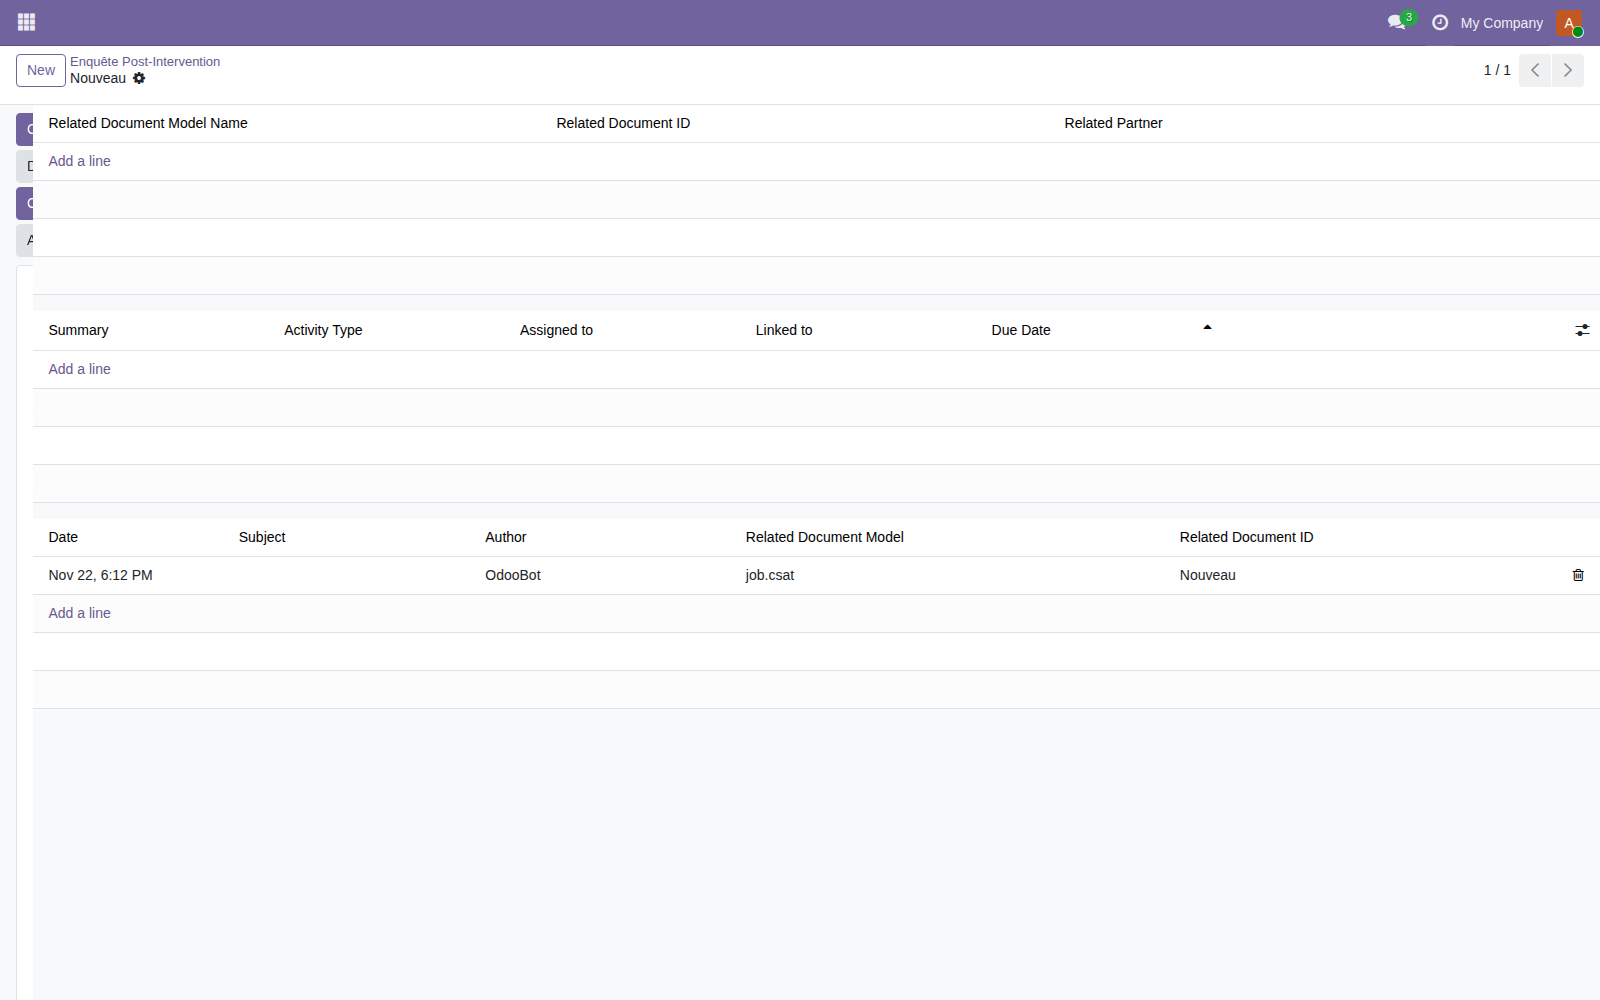 3
My Company
A
New
Enquête Post-Intervention
Nouveau
1 / 1
Related Document Model Name Related Document ID Related Partner
Add a line
Summary Activity Type Assigned to Linked to Due Date
Add a line
Date Subject Author Related Document Model Related Document ID
Nov 22, 6:12 PM OdooBot job.csat Nouveau
Add a line